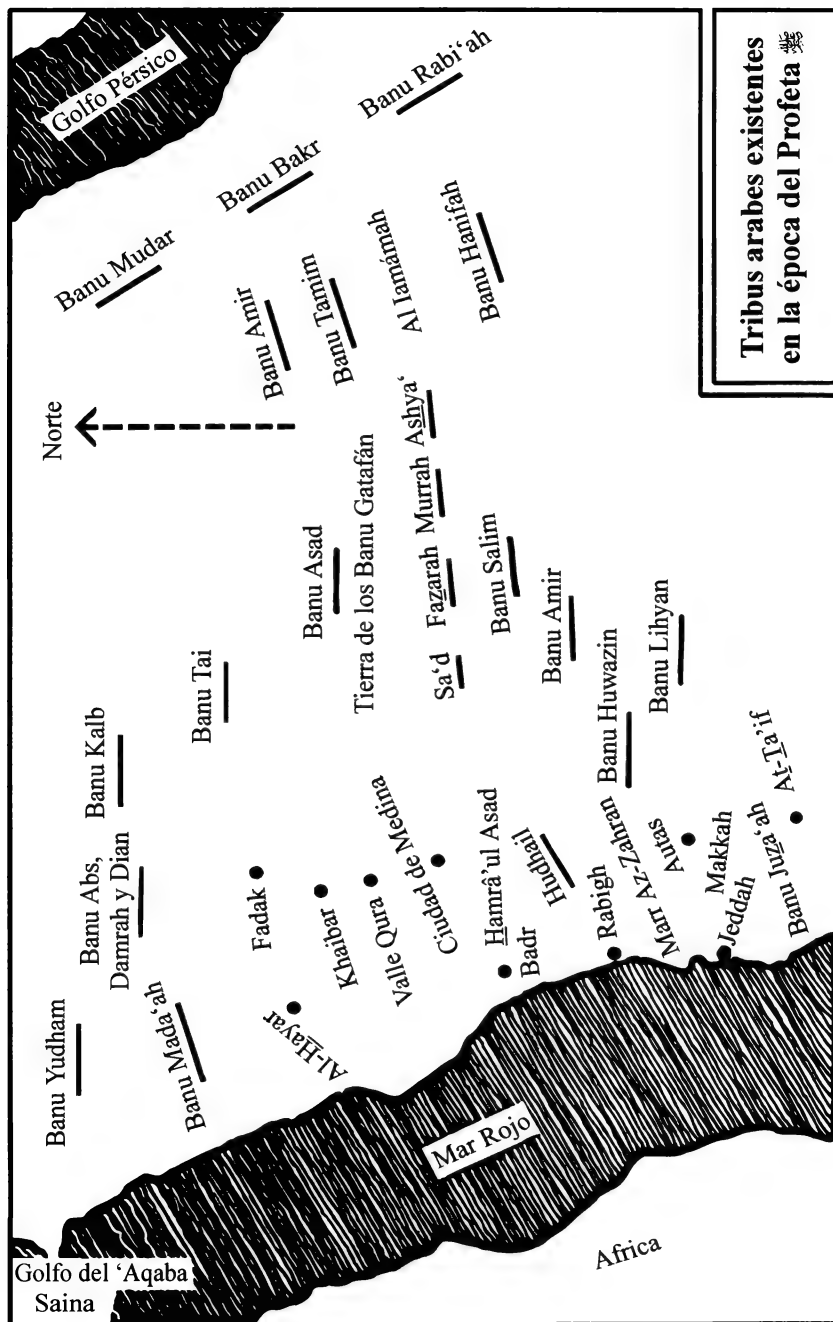 Tribus arabes existentes
en la época del Profeta ﷺ
Golfo Pérsico
Banu Rabi‘ah
Banu Bakr
Banu Mudar
Al Iamámah
Banu Hanifah
Banu Tamim
Banu Amir
Norte
Ashya‘
Murrah
Fazarah
Sa‘d
Tierra de los Banu Gatafán
Banu Asad
Banu Salim
Banu Amir
Banu Lihyan
Banu Huwazin
Banu Tai
Banu Kalb
Banu Abs,
Damrah y Dian
Banu Yudham
Banu Mada‘ah
Fadak
Khaibar
Valle Qura
Ciudad de Medina
Al-Hayar
Hamrâ’ul Asad
Badr
Hudhail
Rabigh
Marr Az-Zahran
Autas
Makkah
Jeddah
At-Ta’if
Banu Juza‘ah
Mar Rojo
Africa
Golfo del ‘Aqaba
Saina